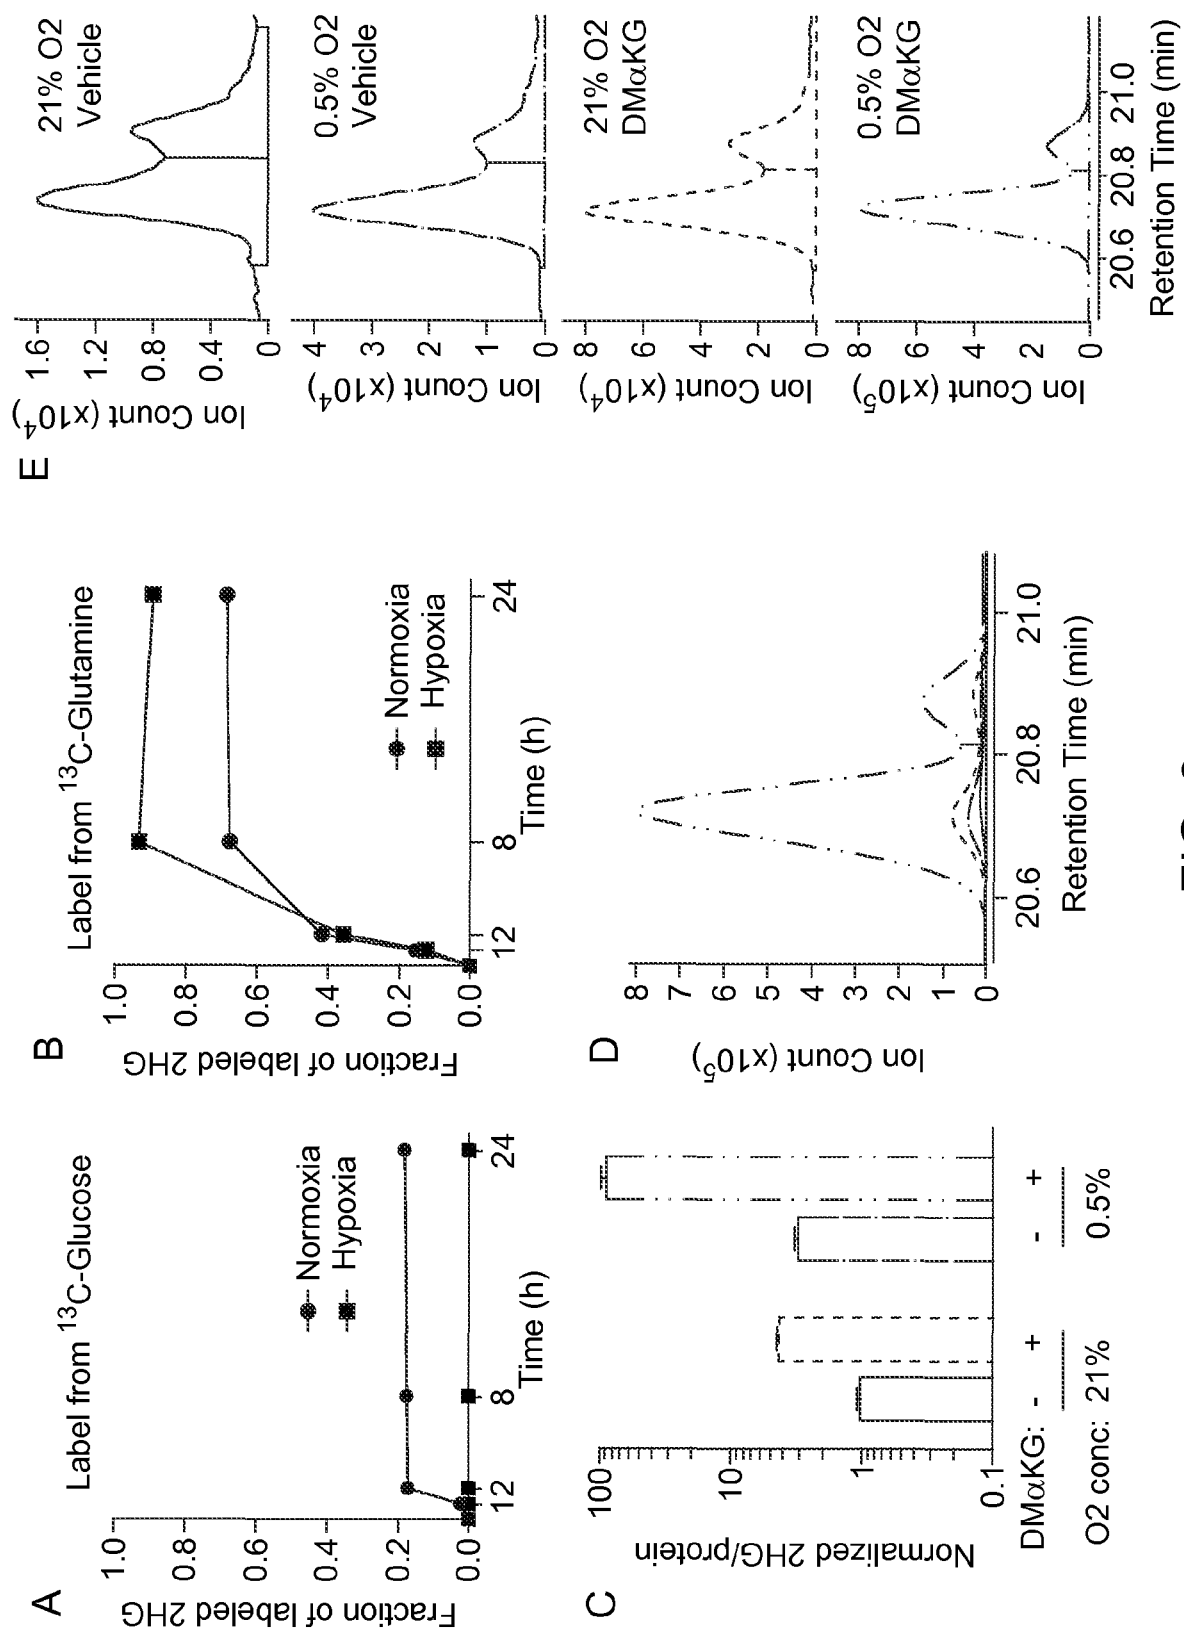 A
Label from 13C-Glucose
Fraction of labeled 2HG
1.0
0.8
0.6
0.4
0.2
0.0
Normoxia
Hypoxia
12 8 24
Time (h)
B
Label from 13C-Glutamine
Fraction of labeled 2HG
1.0
0.8
0.6
0.4
0.2
0.0
Normoxia
Hypoxia
12 8 24
Time (h)
C
Normalized 2HG/protein
100
10
1
0.1
DMαKG: - + - +
O2 conc: 21% 0.5%
D
Ion Count (x10⁵)
8
7
6
5
4
3
2
1
0
20.6 20.8 21.0
Retention Time (min)
E
21% O2
Vehicle
Ion Count (x10⁴)
1.6
1.2
0.8
0.4
0
0.5% O2
Vehicle
Ion Count (x10⁴)
4
3
2
1
0
21% O2
DMαKG
Ion Count (x10⁴)
8
6
4
2
0
0.5% O2
DMαKG
Ion Count (x10⁵)
8
6
4
2
0
20.6 20.8 21.0
Retention Time (min)